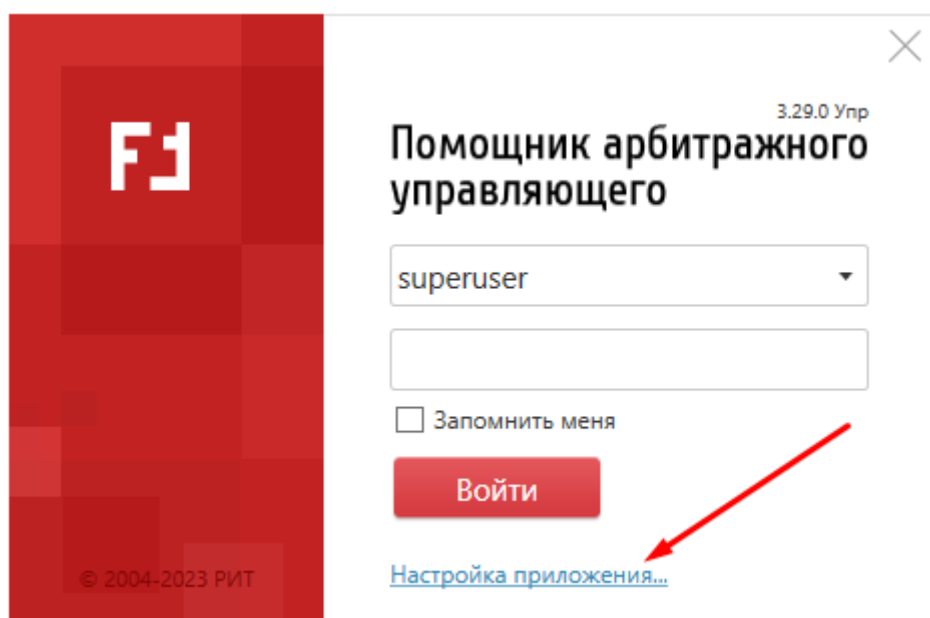 3.29.0 Упр
Помощник арбитражного
управляющего
superuser
Запомнить меня
Войти
Настройка приложения...
© 2004-2023 РИТ